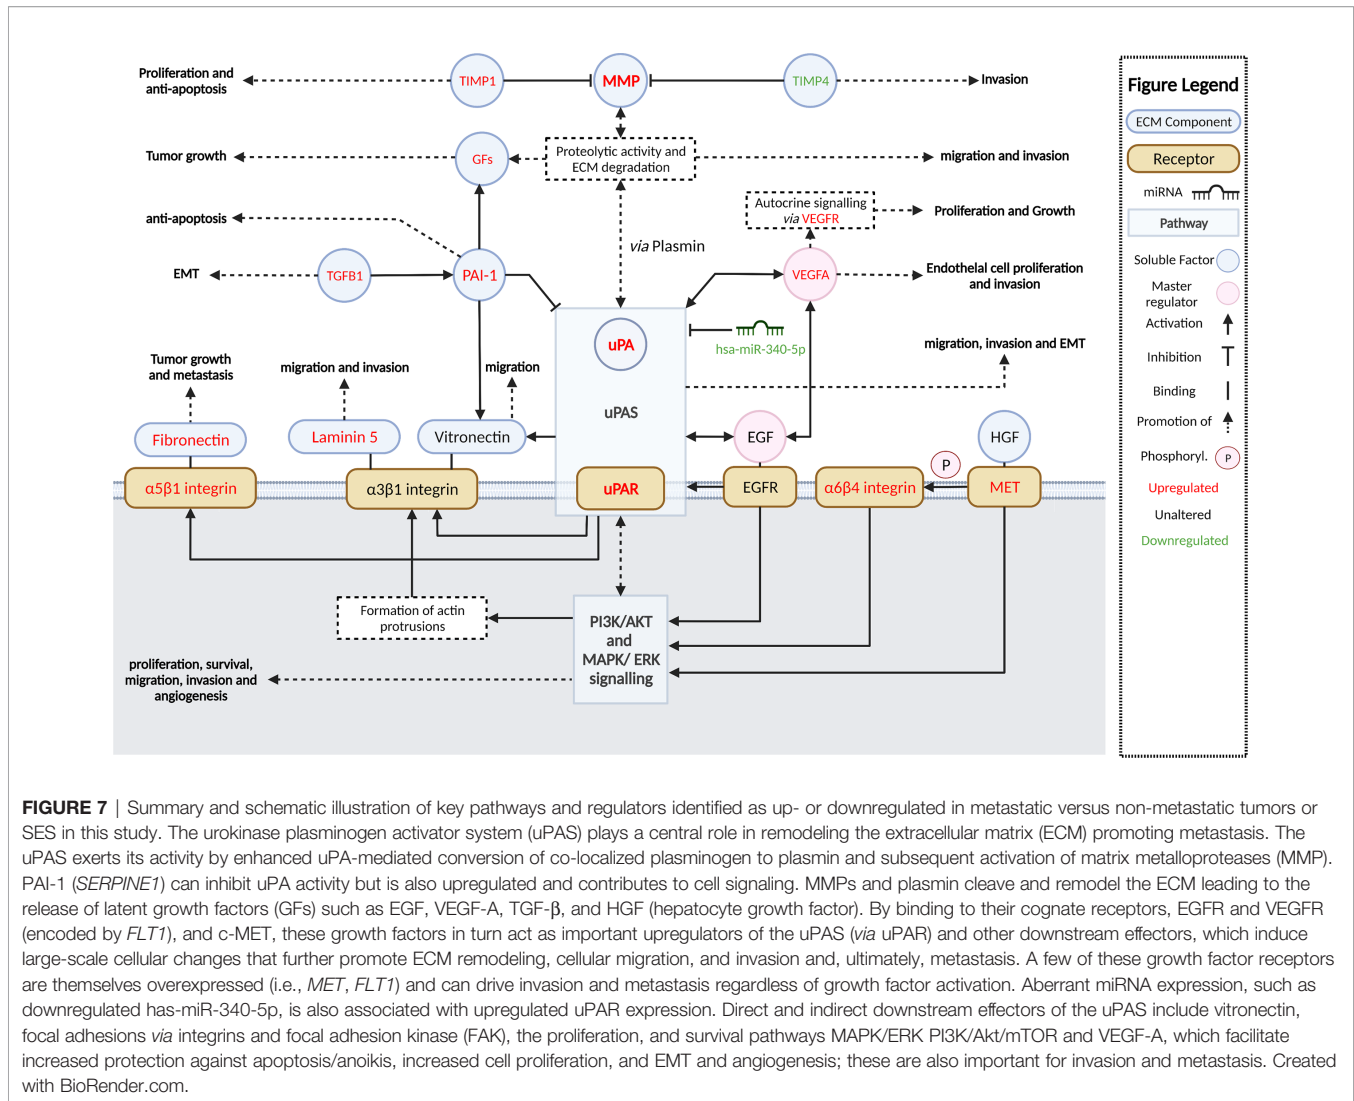 Proliferation and
anti-apoptosis
TIMP1
MMP
TIMP4
Invasion
Tumor growth
GFs
Proteolytic activity and
ECM degradation
migration and invasion
anti-apoptosis
Autocrine signalling
via VEGFR
Proliferation and Growth
via Plasmin
EMT
TGFB1
PAI-1
VEGFA
Endothelial cell proliferation
and invasion
uPA
hsa-miR-340-5p
migration, invasion and EMT
Tumor growth
and metastasis
migration and invasion
migration
uPAS
Fibronectin
Laminin 5
Vitronectin
EGF
HGF
P
α5β1 integrin
α3β1 integrin
uPAR
EGFR
α6β4 integrin
MET
Formation of actin
protrusions
PI3K/AKT
and
MAPK/ ERK
signalling
proliferation, survival,
migration, invasion and
angiogenesis
Figure Legend
ECM Component
Receptor
miRNA
Pathway
Soluble Factor
Master
regulator
Activation
Inhibition
Binding
Promotion of
Phosphoryl. P
Upregulated
Unaltered
Downregulated
FIGURE 7 | Summary and schematic illustration of key pathways and regulators identified as up- or downregulated in metastatic versus non-metastatic tumors or
SES in this study. The urokinase plasminogen activator system (uPAS) plays a central role in remodeling the extracellular matrix (ECM) promoting metastasis. The
uPAS exerts its activity by enhanced uPA-mediated conversion of co-localized plasminogen to plasmin and subsequent activation of matrix metalloproteases (MMP).
PAI-1 (SERPINE1) can inhibit uPA activity but is also upregulated and contributes to cell signaling. MMPs and plasmin cleave and remodel the ECM leading to the
release of latent growth factors (GFs) such as EGF, VEGF-A, TGF-β, and HGF (hepatocyte growth factor). By binding to their cognate receptors, EGFR and VEGFR
(encoded by FLT1), and c-MET, these growth factors in turn act as important upregulators of the uPAS (via uPAR) and other downstream effectors, which induce
large-scale cellular changes that further promote ECM remodeling, cellular migration, and invasion and, ultimately, metastasis. A few of these growth factor receptors
are themselves overexpressed (i.e., MET, FLT1) and can drive invasion and metastasis regardless of growth factor activation. Aberrant miRNA expression, such as
downregulated has-miR-340-5p, is also associated with upregulated uPAR expression. Direct and indirect downstream effectors of the uPAS include vitronectin,
focal adhesions via integrins and focal adhesion kinase (FAK), the proliferation, and survival pathways MAPK/ERK PI3K/Akt/mTOR and VEGF-A, which facilitate
increased protection against apoptosis/anoikis, increased cell proliferation, and EMT and angiogenesis; these are also important for invasion and metastasis. Created
with BioRender.com.